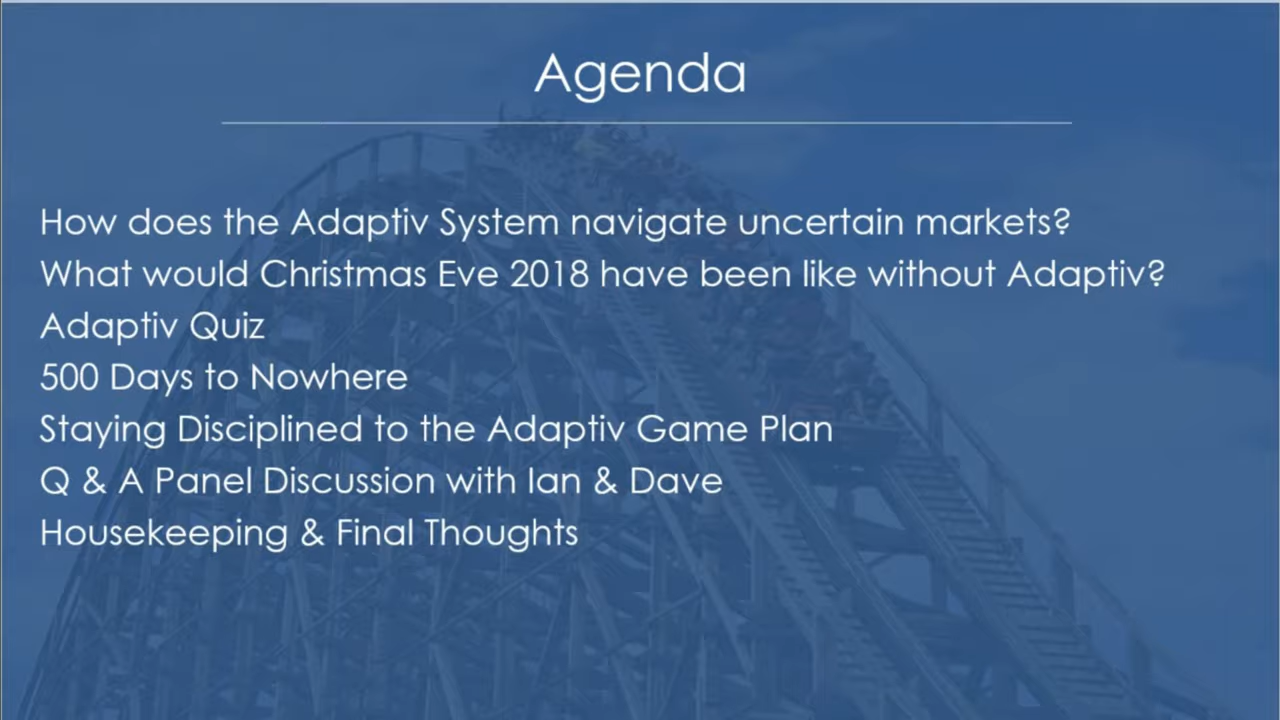 Agenda
How does the Adaptiv System navigate uncertain markets?
What would Christmas Eve 2018 have been like without Adaptiv?
Adaptiv Quiz
500 Days to Nowhere
Staying Disciplined to the Adaptiv Game Plan
Q & A Panel Discussion with Ian & Dave
Housekeeping & Final Thoughts